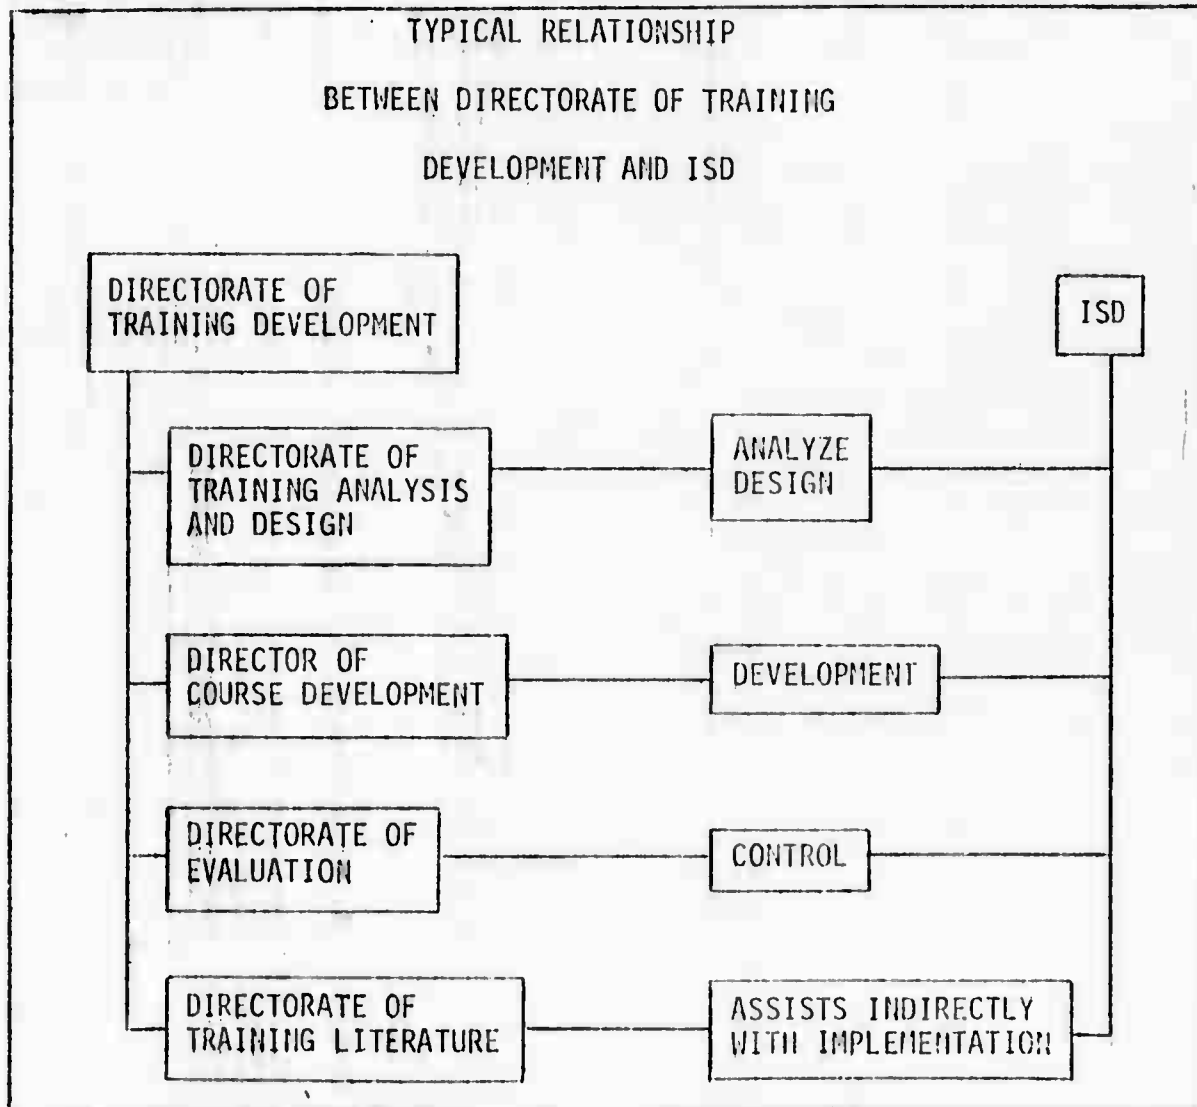 TYPICAL RELATIONSHIP
BETWEEN DIRECTORATE OF TRAINING
DEVELOPMENT AND ISD
DIRECTORATE OF
TRAINING DEVELOPMENT
ISD
DIRECTORATE OF
TRAINING ANALYSIS
AND DESIGN
ANALYZE
DESIGN
DIRECTOR OF
COURSE DEVELOPMENT
DEVELOPMENT
DIRECTORATE OF
EVALUATION
CONTROL
DIRECTORATE OF
TRAINING LITERATURE
ASSISTS INDIRECTLY
WITH IMPLEMENTATION